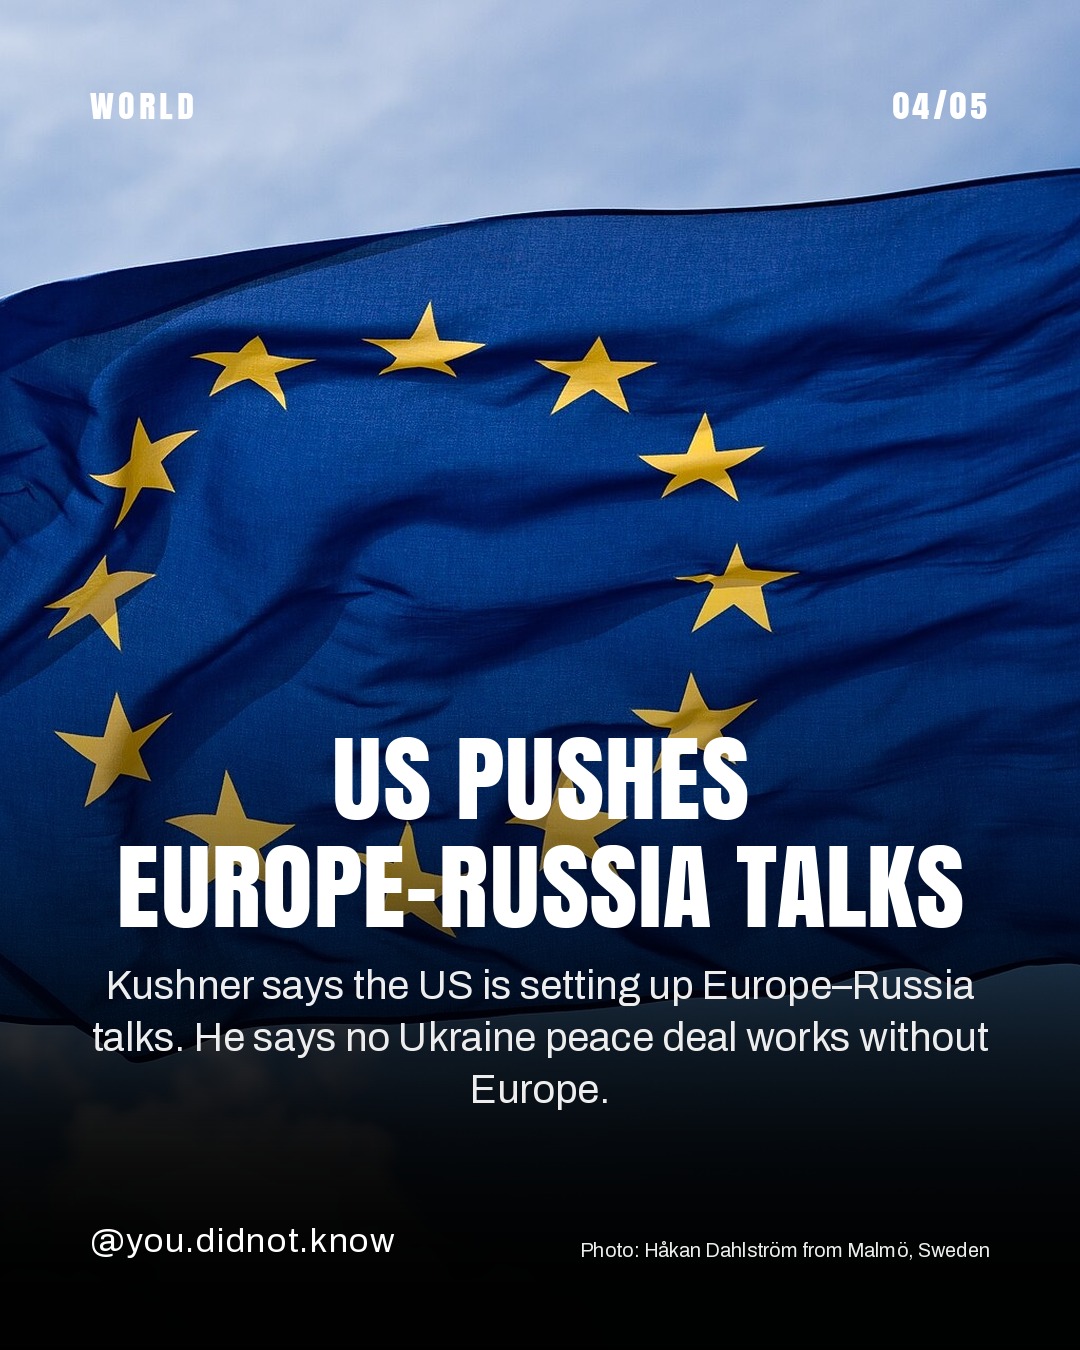 WORLD
04/05
US PUSHES
EUROPE-RUSSIA TALKS
Kushner says the US is setting up Europe–Russia
talks. He says no Ukraine peace deal works without
Europe.
@you.didnot.know
Photo: Håkan Dahlström from Malmö, Sweden